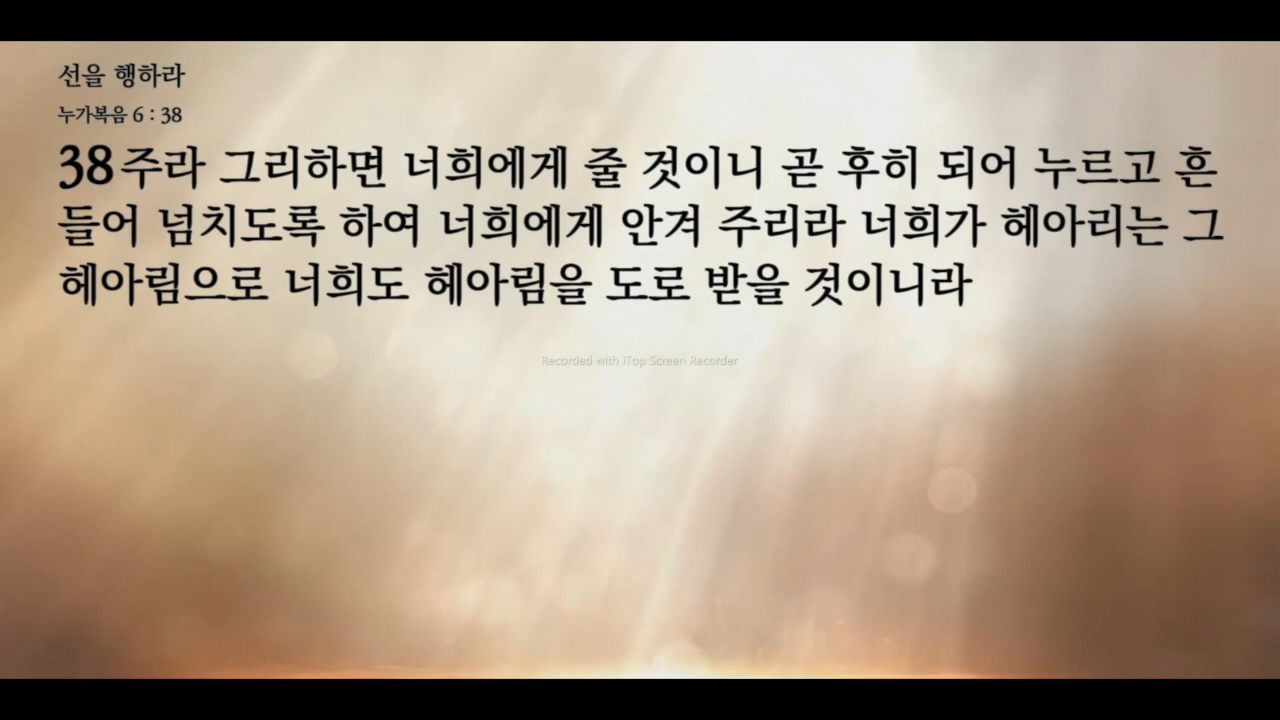 선을 행하라
누가복음 6 : 38
38 주라 그리하면 너희에게 줄 것이니 곧 후히 되어 누르고 흔
들어 넘치도록 하여 너희에게 안겨 주리라 너희가 헤아리는 그
헤아림으로 너희도 헤아림을 도로 받을 것이니라
Recorded with iTop Screen Recorder